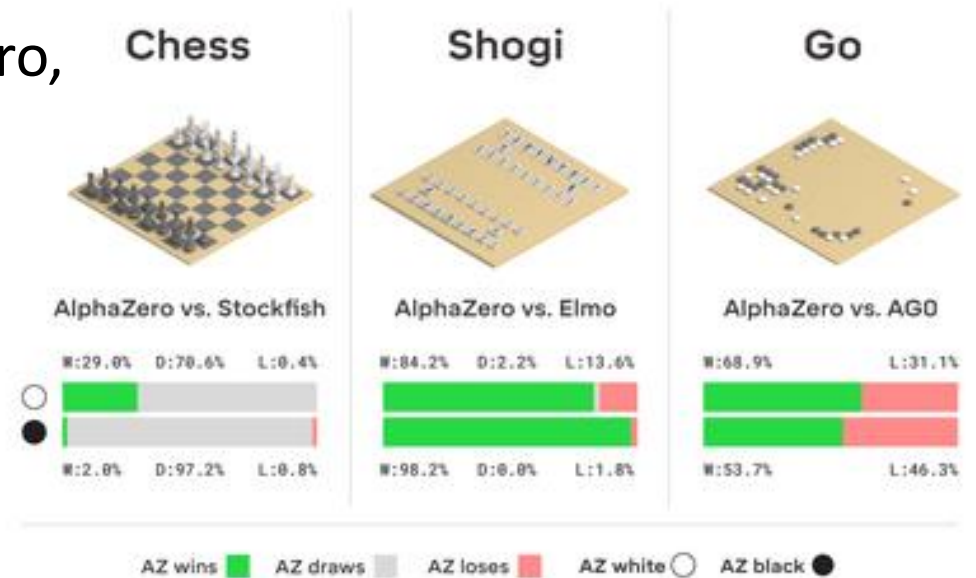 ro,
Chess
Shogi
Go
AlphaZero vs. Stockfish
AlphaZero vs. Elmo
AlphaZero vs. AG0
W:29.0% D:70.6% L:0.4%
W:84.2% D:2.2% L:13.6%
W:68.9% L:31.1%
W:2.0% D:97.2% L:0.8%
W:98.2% D:0.0% L:1.8%
W:53.7% L:46.3%
AZ wins AZ draws AZ loses AZ white AZ black